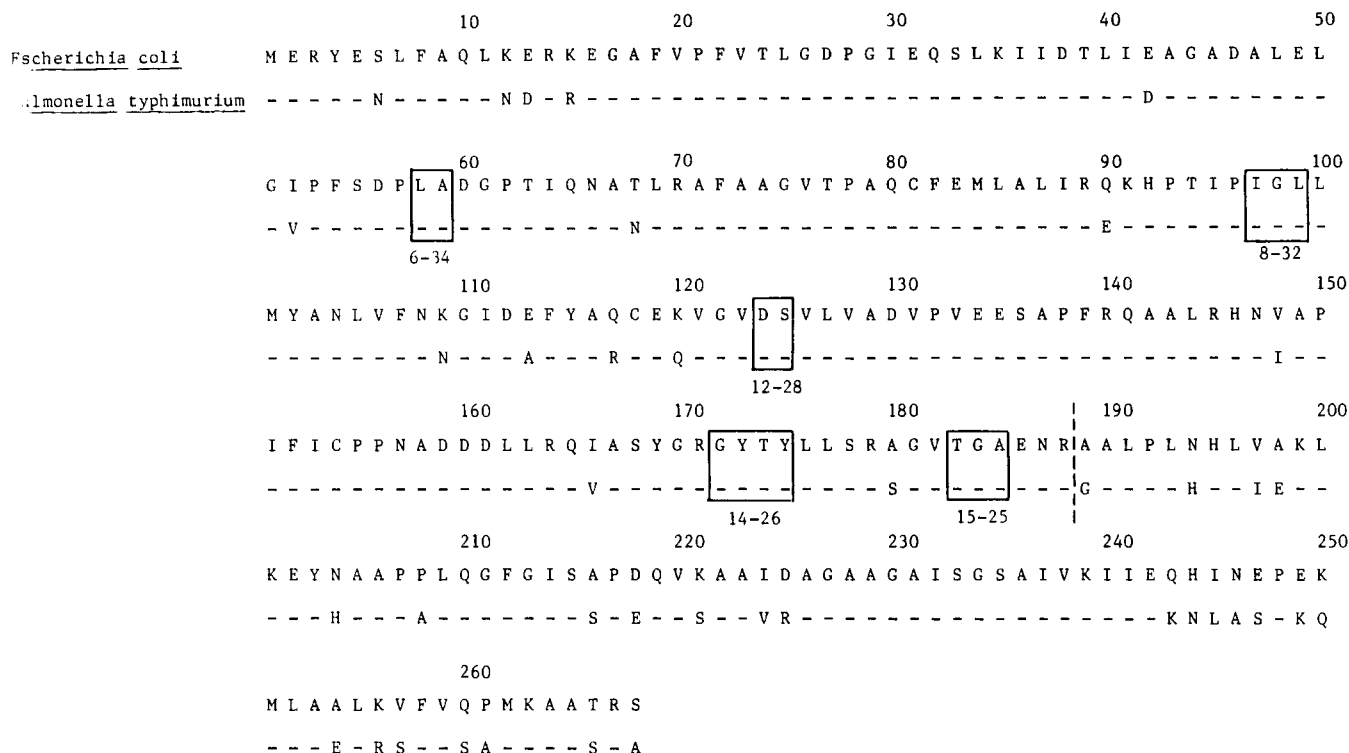 10 20 30 40 50
Escherichia coli M E R Y E S L F A Q L K E R K E G A F V P F V T L G D P G I E Q S L K I I D T L I E A G A D A L E L
lmonella typhimurium - - - - - N - - - - - N D - R - - - - - - - - - - - - - - - - - - - - - - - - - - D - - - - - - - -
60 70 80 90 100
G I P F S D P L A D G P T I Q N A T L R A F A A G V T P A Q C F E M L A L I R Q K H P T I P I G L L
- V - - - - - - - - - - - - - - - N - - - - - - - - - - - - - - - - - - - - - E - - - - - - - - - -
6-34 8-32
110 120 130 140 150
M Y A N L V F N K G I D E F Y A Q C E K V G V D S V L V A D V P V E E S A P F R Q A A L R H N V A P
- - - - - - - - N - - - A - - - R - - Q - - - - - - - - - - - - - - - - - - - - - - - - - - - I - -
12-28
160 170 180 190 200
I F I C P P N A D D D L L R Q I A S Y G R G Y T Y L L S R A G V T G A E N R A A L P L N H L V A K L
- - - - - - - - - - - - - - - V - - - - - - - - - - - - - S - - - - - - - - G - - - - H - - I E - -
14-26 15-25
210 220 230 240 250
K E Y N A A P P L Q G F G I S A P D Q V K A A I D A G A A G A I S G S A I V K I I E Q H I N E P E K
- - - H - - - A - - - - - - - S - E - - S - - V R - - - - - - - - - - - - - - - - - K N L A S - K Q
260
M L A A L K V F V Q P M K A A T R S
- - - E - R S - - S A - - - - S - A